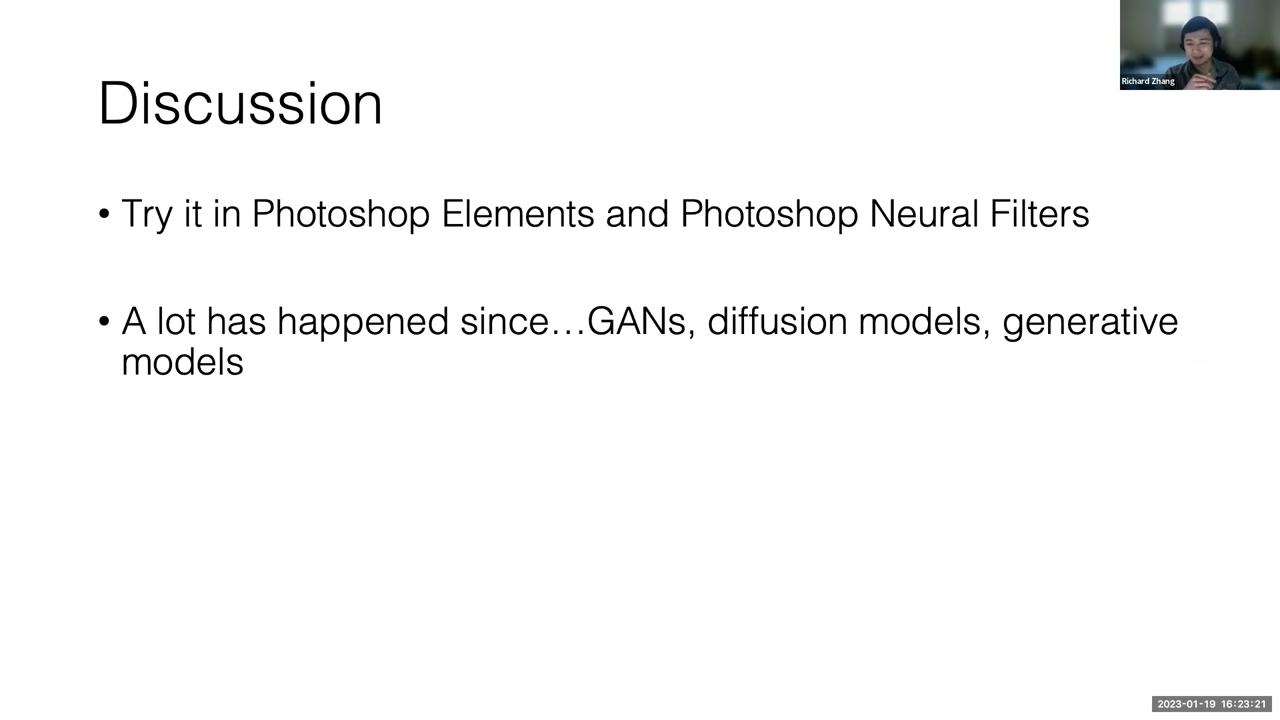 Richard Zhang
Discussion
• Try it in Photoshop Elements and Photoshop Neural Filters
• A lot has happened since...GANs, diffusion models, generative
models
2023-01-19 16:23:21